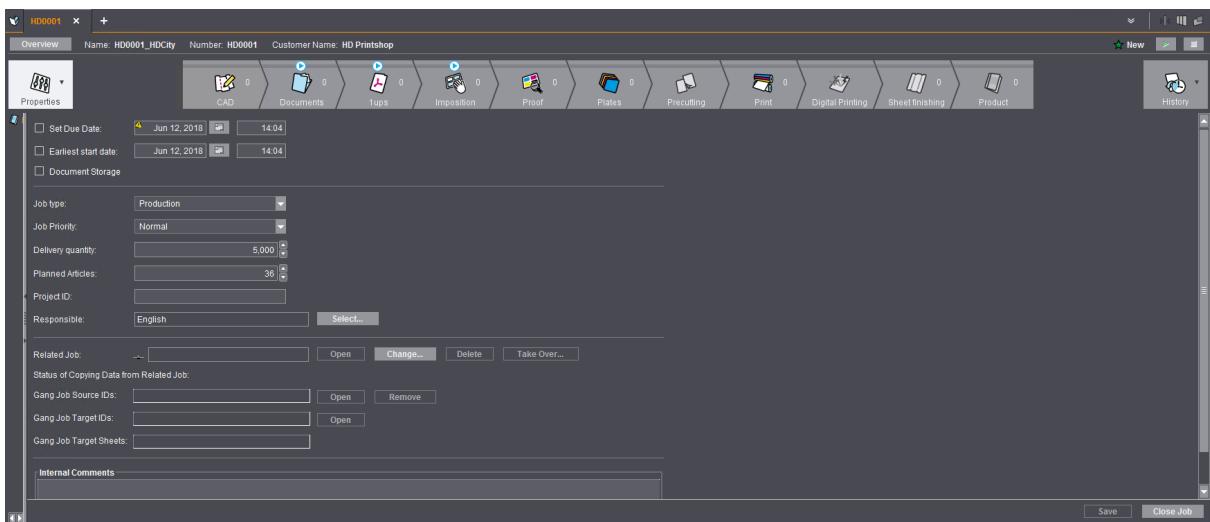 HD0001 × +
Overview Name: HD0001_HDCity Number: HD0001 Customer Name: HD Printshop New
Properties
CAD 0
Documents 0
1ups 0
Imposition 0
Proof 0
Plates 0
Precutting
Print 0
Digital Printing
Sheet finishing 0
Product 0
History
Set Due Date: Jun 12, 2018 14:04
Earliest start date: Jun 12, 2018 14:04
Document Storage
Job type: Production
Job Priority: Normal
Delivery quantity: 5,000
Planned Articles: 36
Project ID:
Responsible: English Select...
Related Job: ... Open Change... Delete Take Over...
Status of Copying Data from Related Job:
Gang Job Source IDs: Open Remove
Gang Job Target IDs: Open
Gang Job Target Sheets:
Internal Comments
Save Close Job